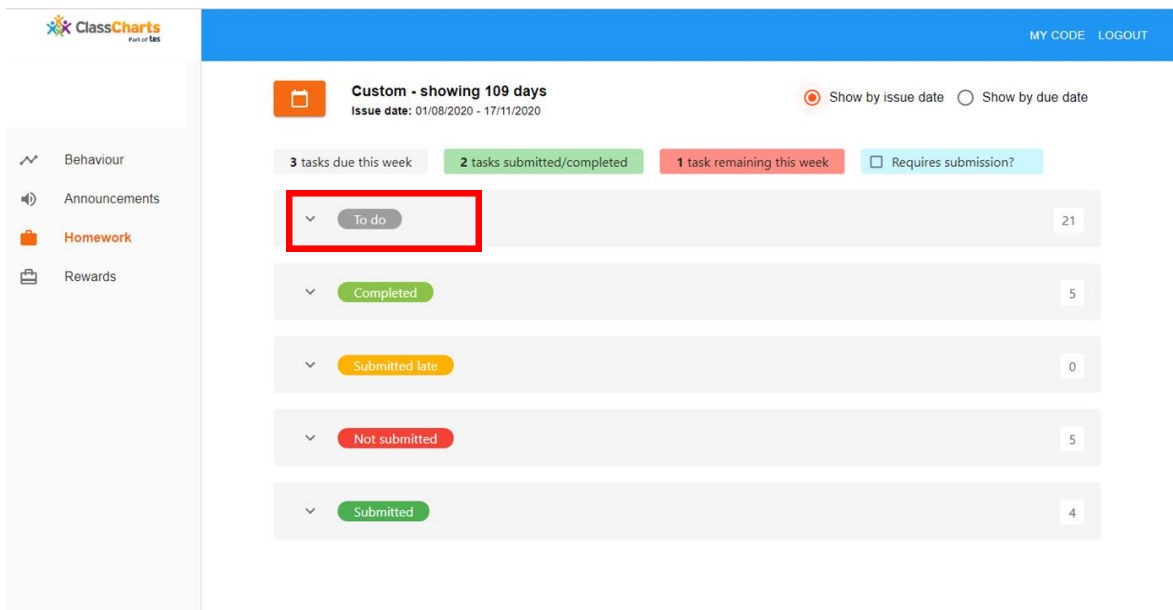 ClassCharts
Part of tes
MY CODE LOGOUT
Custom - showing 109 days
Issue date: 01/08/2020 - 17/11/2020
Show by issue date Show by due date
Behaviour
Announcements
Homework
Rewards
3 tasks due this week 2 tasks submitted/completed 1 task remaining this week Requires submission?
To do 21
Completed 5
Submitted late 0
Not submitted 5
Submitted 4